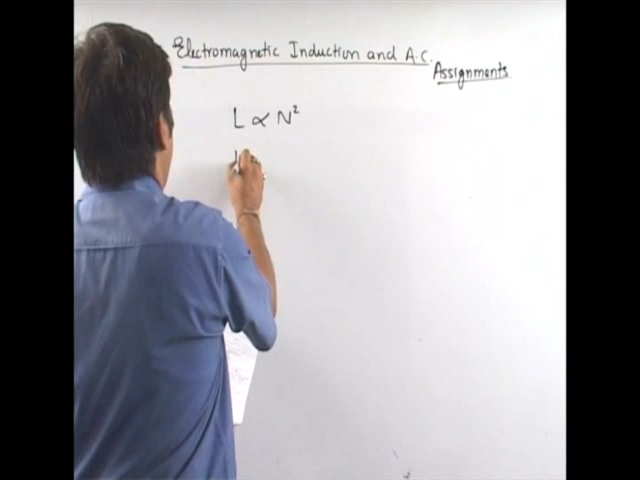 Electromagnetic Induction and A.C.
Assignments
L ∝ N²